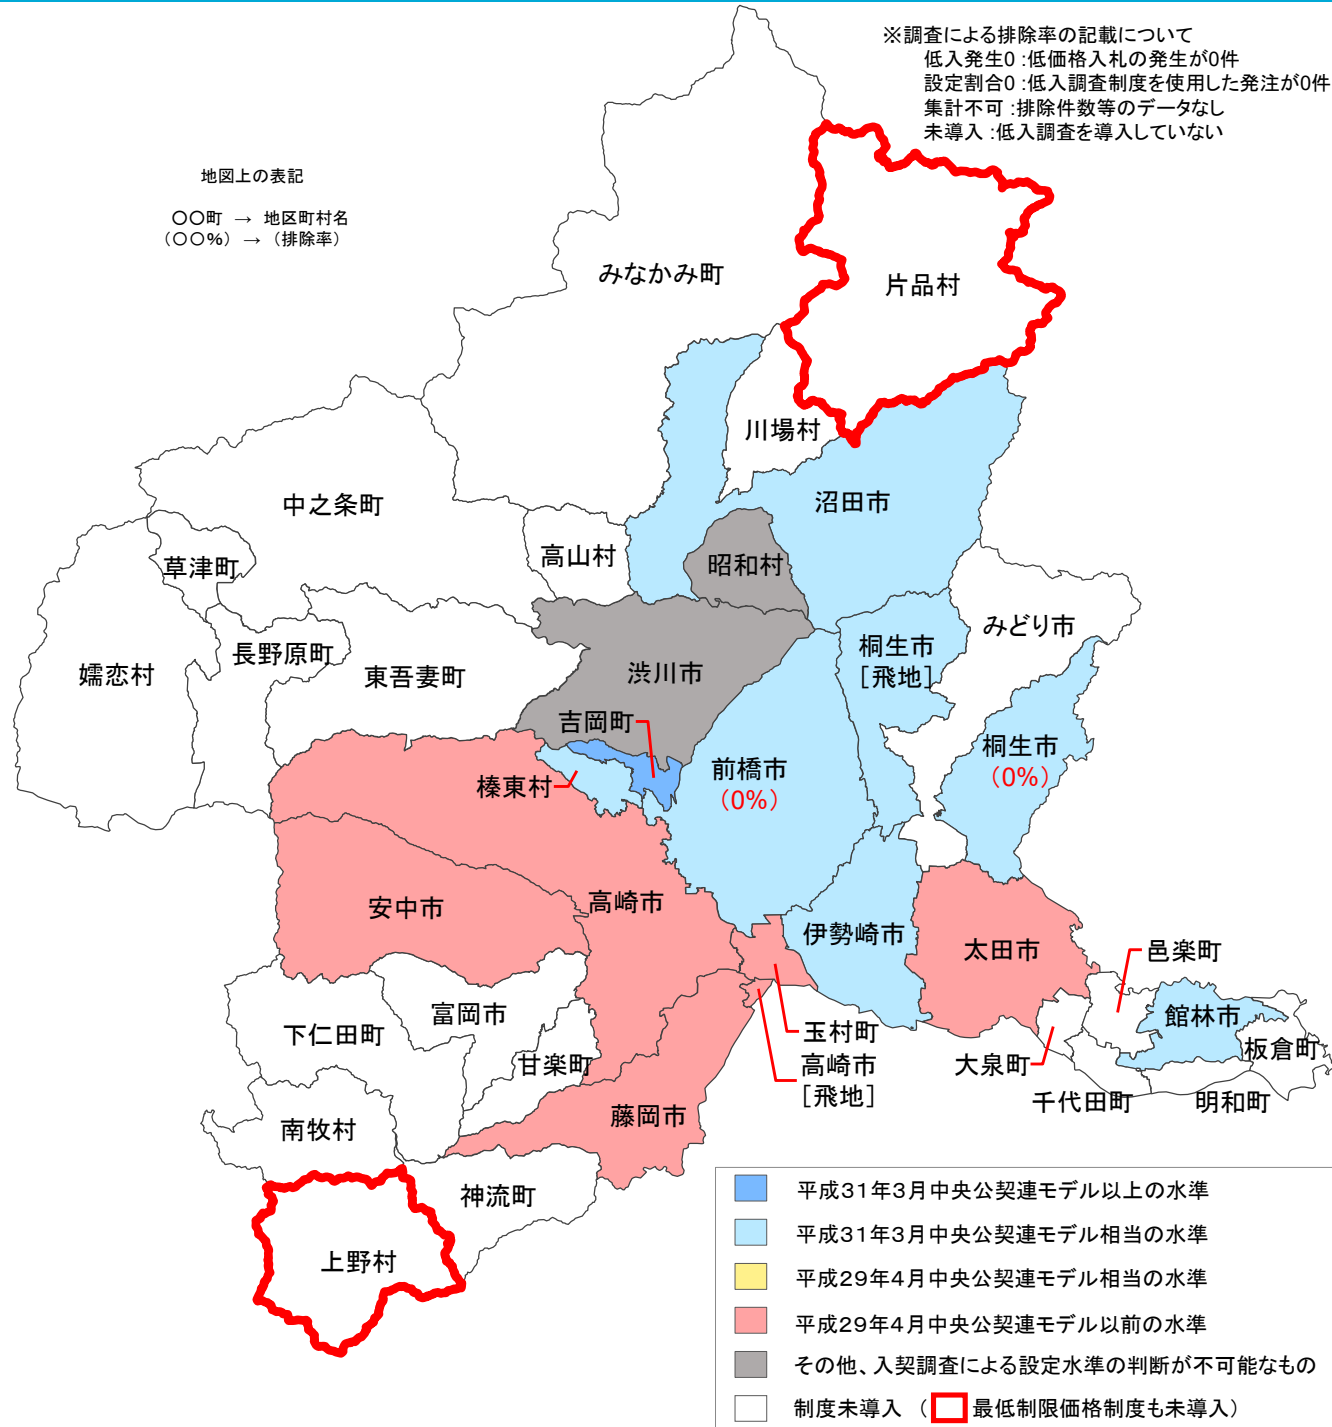 ※調査による排除率の記載について
低入発生0：低価格入札の発生が0件
設定割合0：低入調査制度を使用した発注が0件
集計不可：排除件数等のデータなし
未導入：低入調査を導入していない
地図上の表記
〇〇町 → 地区町村名
（〇〇%） → （排除率）
みなかみ町
片品村
川場村
沼田市
中之条町
高山村
昭和村
草津町
みどり市
長野原町
桐生市
［飛地］
嬬恋村
東吾妻町
渋川市
吉岡町
桐生市
（0%）
前橋市
（0%）
榛東村
安中市
高崎市
伊勢崎市
太田市
邑楽町
富岡市
館林市
下仁田町
玉村町
板倉町
甘楽町
高崎市
［飛地］
大泉町
千代田町
明和町
藤岡市
南牧村
神流町
上野村
平成31年3月中央公契連モデル以上の水準
平成31年3月中央公契連モデル相当の水準
平成29年4月中央公契連モデル相当の水準
平成29年4月中央公契連モデル以前の水準
その他、入契調査による設定水準の判断が不可能なもの
制度未導入 （ 最低制限価格制度も未導入）